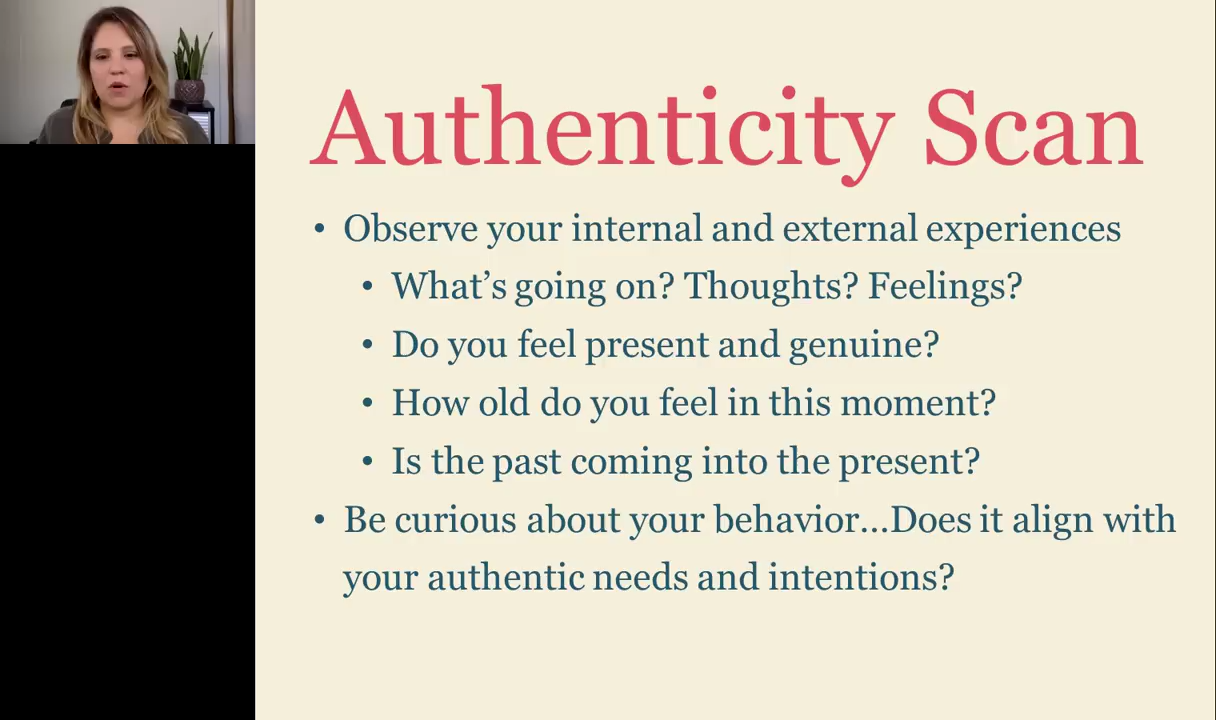 Authenticity Scan
• Observe your internal and external experiences
• What’s going on? Thoughts? Feelings?
• Do you feel present and genuine?
• How old do you feel in this moment?
• Is the past coming into the present?
• Be curious about your behavior...Does it align with
your authentic needs and intentions?